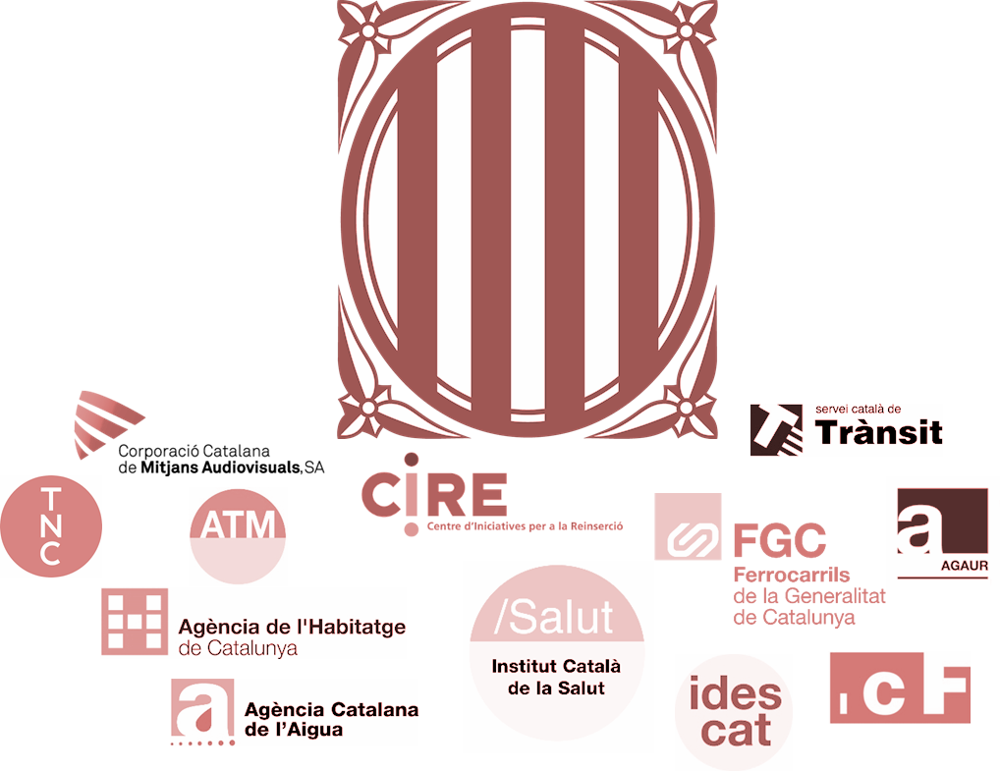 Corporació Catalana
de Mitjans Audiovisuals, SA
servei català de
Trànsit
TNC
ATM
CiRE
Centre d'Iniciatives per a la Reinserció
FGC
Ferrocarrils
de la Generalitat
de Catalunya
a
AGAUR
Agència de l'Habitatge
de Catalunya
/Salut
Institut Català
de la Salut
a
Agència Catalana
de l'Aigua
ides
cat
ICF